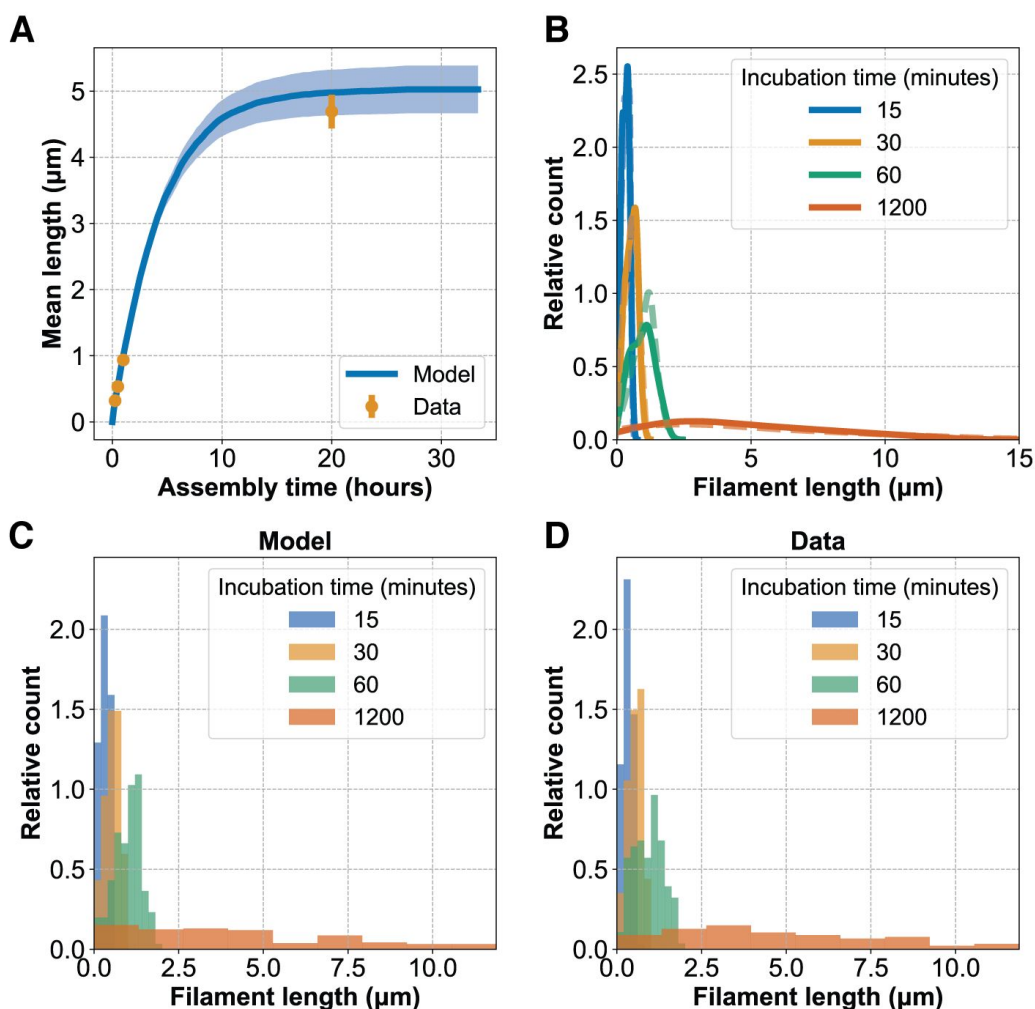 A
Mean length (μm)
5
4
3
2
1
0
Model
Data
0 10 20 30
Assembly time (hours)
B
Relative count
2.5
2.0
1.5
1.0
0.5
0.0
Incubation time (minutes)
15
30
60
1200
0 5 10 15
Filament length (μm)
C
Model
Relative count
2.0
1.5
1.0
0.5
0.0
Incubation time (minutes)
15
30
60
1200
0.0 2.5 5.0 7.5 10.0
Filament length (μm)
D
Data
Relative count
2.0
1.5
1.0
0.5
0.0
Incubation time (minutes)
15
30
60
1200
0.0 2.5 5.0 7.5 10.0
Filament length (μm)